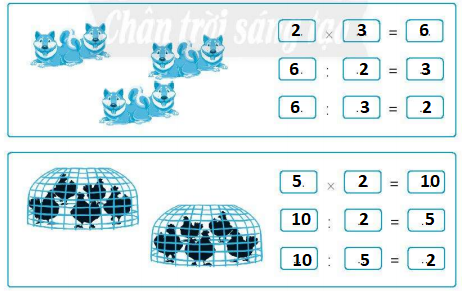 Chân trời sáng tạo
2. × 3 = 6.
6. : .2 = 3
6. : .3 = .2
5. × 2 = 10
10 : .2 = .5
10 : .5 = .2